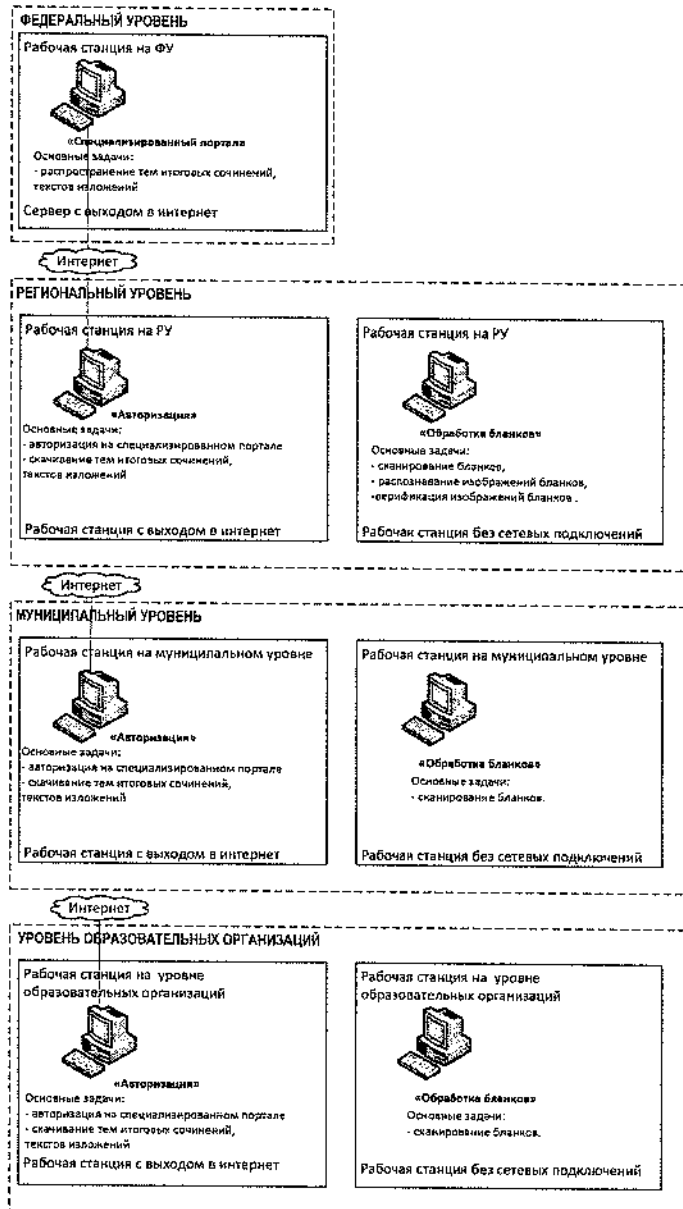 ФЕДЕРАЛЬНЫЙ УРОВЕНЬ
Рабочая станция на ФУ
«Специализированный портал»
Основные задачи:
- распространение тем итоговых сочинений,
текстов изложений
Сервер с выходом в интернет
Интернет
РЕГИОНАЛЬНЫЙ УРОВЕНЬ
Рабочая станция на РУ
«Авторизация»
Основные задачи:
- авторизация на специализированном портале
- скачивание тем итоговых сочинений,
текстов изложений
Рабочая станция с выходом в интернет
Рабочая станция на РУ
«Обработка бланков»
Основные задачи:
- сканирование бланков,
- распознавание изображений бланков,
-верификация изображений бланков .
Рабочая станция без сетевых подключений
Интернет
МУНИЦИПАЛЬНЫЙ УРОВЕНЬ
Рабочая станция на муниципальном уровне
«Авторизация»
Основные задачи:
- авторизация на специализированном портале
- скачивание тем итоговых сочинений,
текстов изложений
Рабочая станция с выходом в интернет
Рабочая станция на муниципальном уровне
«Обработка бланков»
Основные задачи:
- сканирование бланков.
Рабочая станция без сетевых подключений
Интернет
УРОВЕНЬ ОБРАЗОВАТЕЛЬНЫХ ОРГАНИЗАЦИЙ
Рабочая станция на уровне
образовательных организаций
«Авторизация»
Основные задачи:
- авторизация на специализированном портале
- скачивание тем итоговых сочинений,
текстов изложений
Рабочая станция с выходом в интернет
Рабочая станция на уровне
образовательных организаций
«Обработка бланков»
Основные задачи:
- сканирование бланков.
Рабочая станция без сетевых подключений